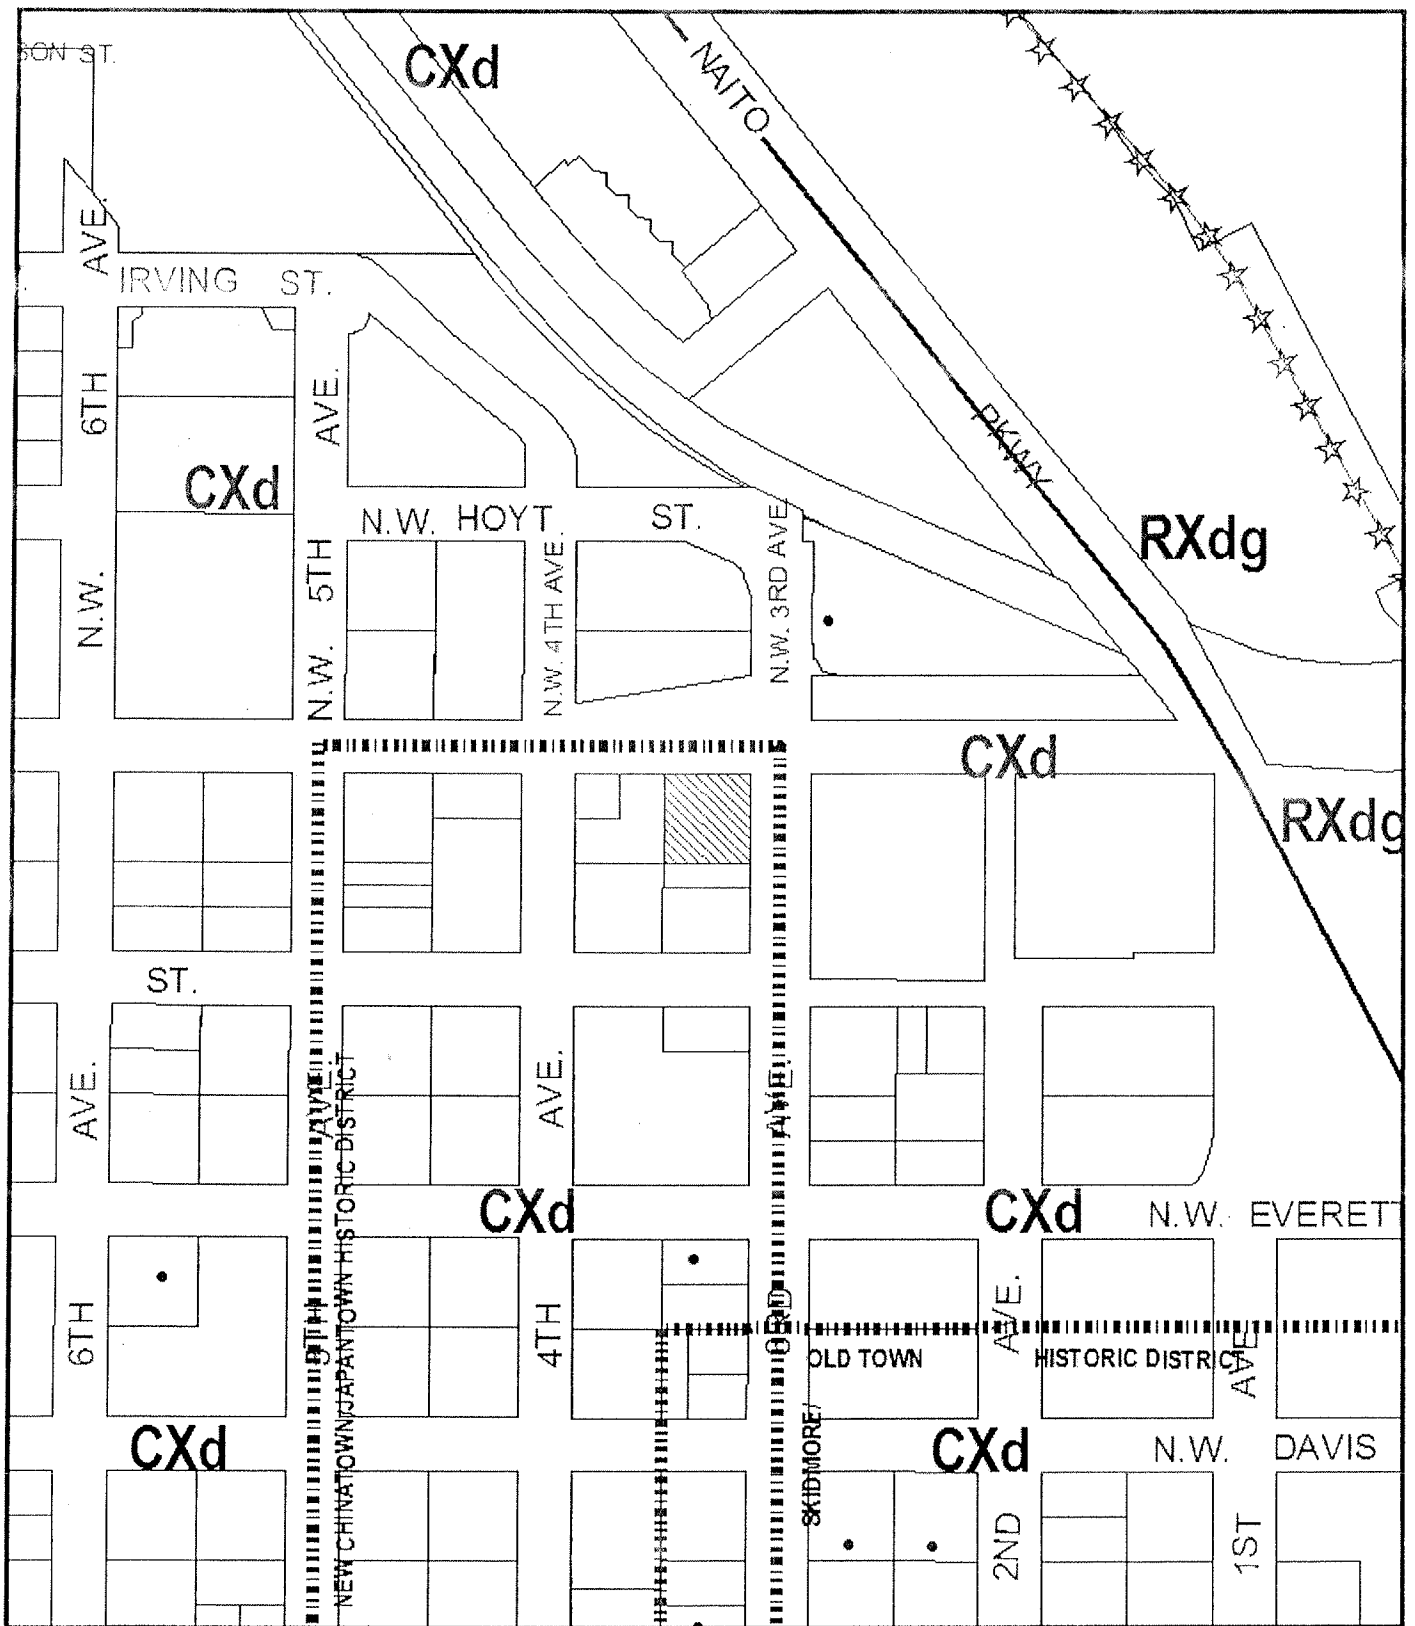 SON ST.
CXd
NAITO
AVE.
IRVING ST.
6TH
AVE.
PKWY
CXd
N.W. HOYT ST.
RXdg
N.W.
5TH
N.W. 4TH AVE.
N.W. 3RD AVE.
N.W.
CXd
RXdg
ST.
AVE.
AVE.
AVE.
AVE.
NEW CHINATOWN/JAPANTOWN HISTORIC DISTRICT
CXd
CXd
N.W. EVERETT
6TH
5TH
4TH
3RD
AVE.
AVE.
OLD TOWN HISTORIC DISTRICT
SKIDMORE/
CXd
CXd
N.W. DAVIS
2ND
1ST